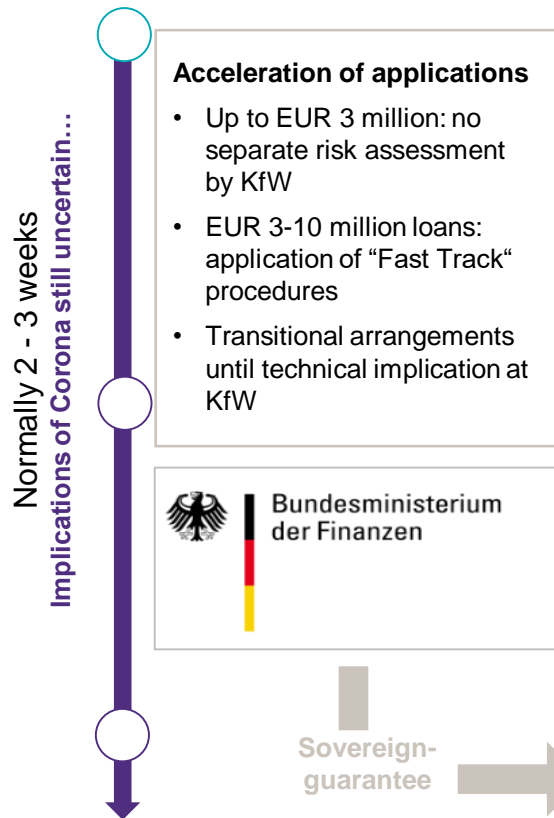 Normally 2 - 3 weeks
Implications of Corona still uncertain…
Acceleration of applications
• Up to EUR 3 million: no
separate risk assessment
by KfW
• EUR 3-10 million loans:
application of “Fast Track“
procedures
• Transitional arrangements
until technical implication at
KfW
Bundesministerium
der Finanzen
Sovereign-
guarantee